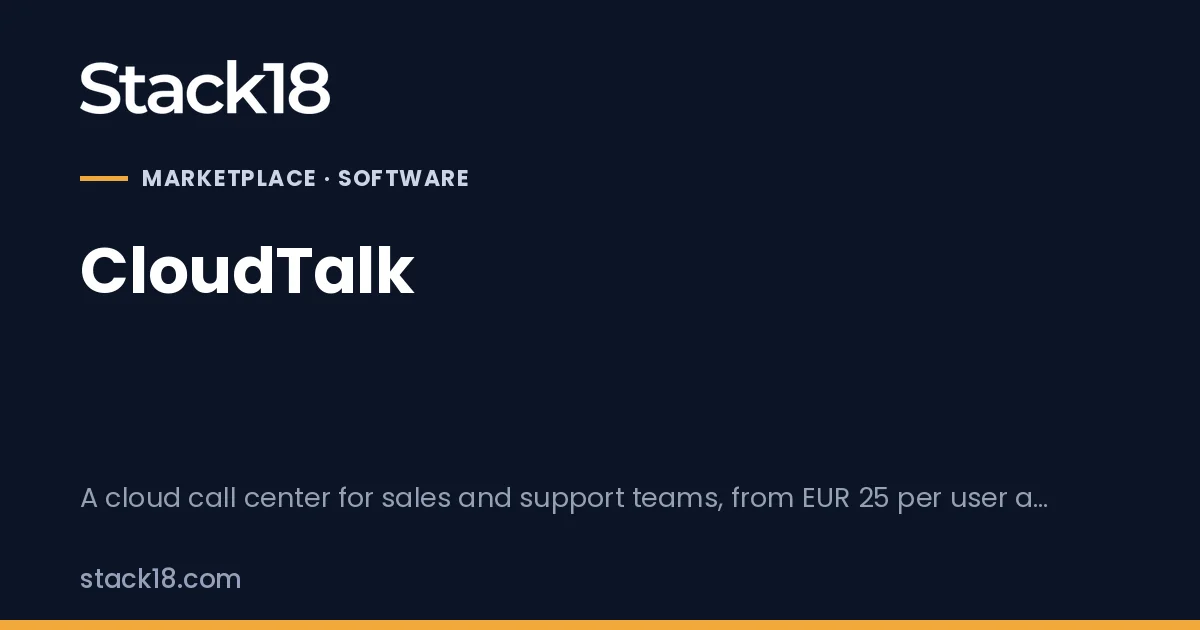 Stack18
MARKETPLACE · SOFTWARE
CloudTalk
A cloud call center for sales and support teams, from EUR 25 per user a...
stack18.com